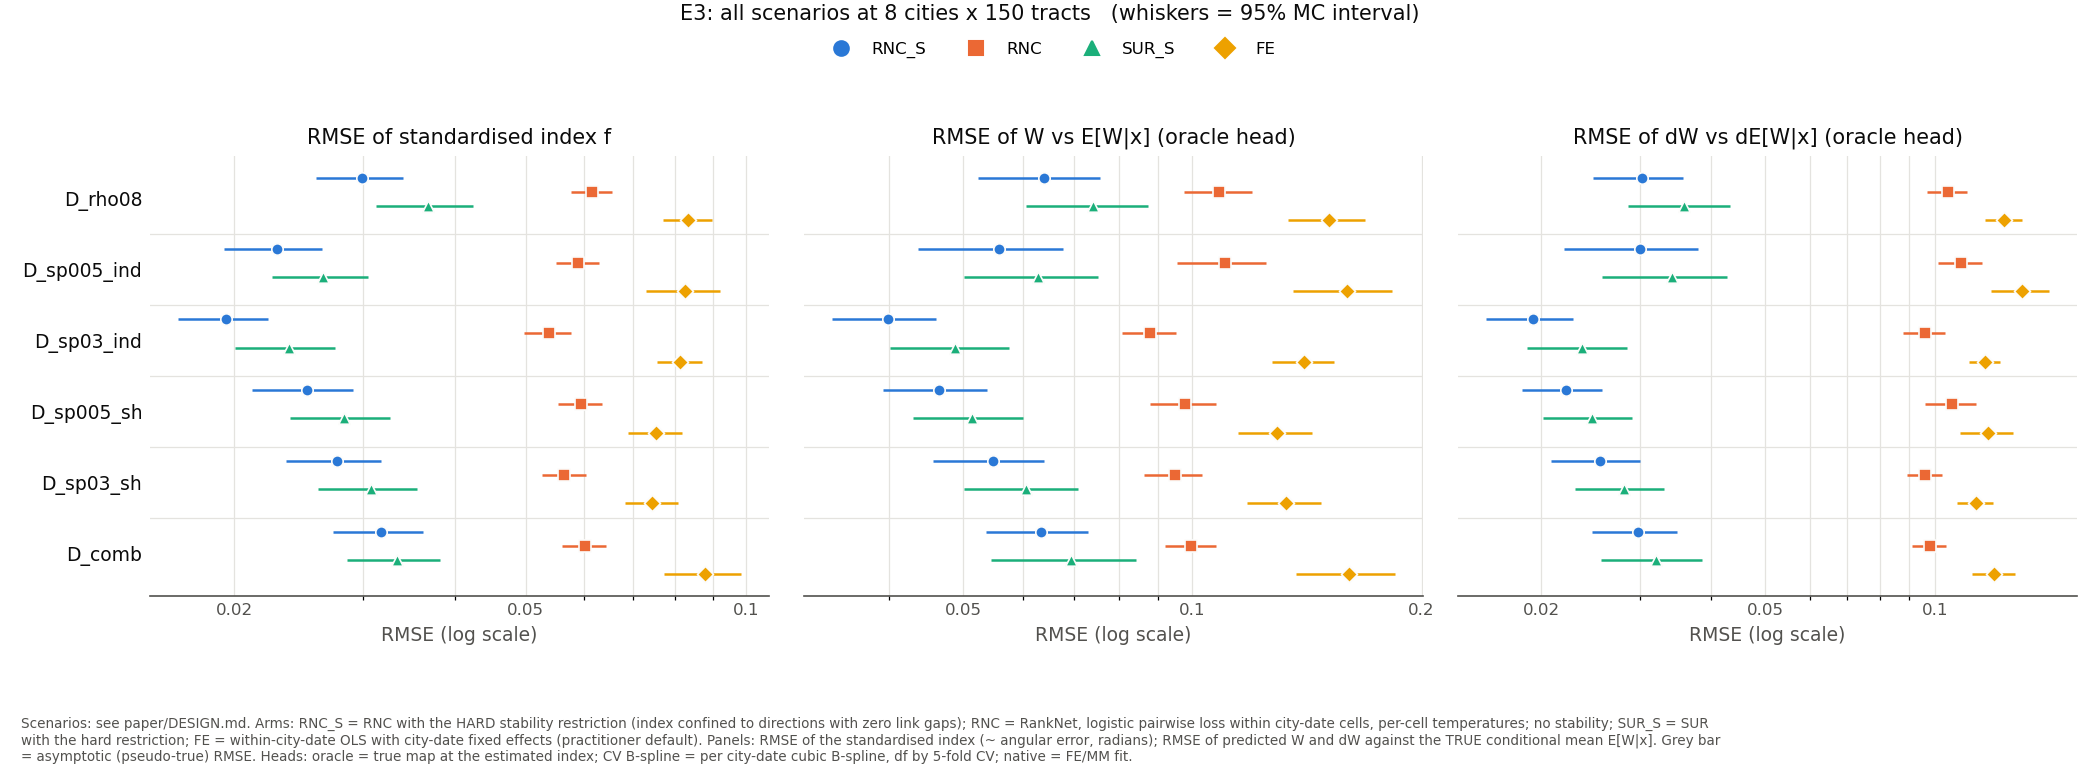 E3: all scenarios at 8 cities x 150 tracts   (whiskers = 95% MC interval)
RNC_S   RNC   SUR_S   FE
RMSE of standardised index f
RMSE of W vs E[W|x] (oracle head)
RMSE of dW vs dE[W|x] (oracle head)
D_rho08
D_sp005_ind
D_sp03_ind
D_sp005_sh
D_sp03_sh
D_comb
0.02   0.05   0.1
0.05   0.1   0.2
0.02   0.05   0.1
RMSE (log scale)
RMSE (log scale)
RMSE (log scale)
Scenarios: see paper/DESIGN.md. Arms: RNC_S = RNC with the HARD stability restriction (index confined to directions with zero link gaps); RNC = RankNet, logistic pairwise loss within city-date cells, per-cell temperatures; no stability; SUR_S = SUR
with the hard restriction; FE = within-city-date OLS with city-date fixed effects (practitioner default). Panels: RMSE of the standardised index (~ angular error, radians); RMSE of predicted W and dW against the TRUE conditional mean E[W|x]. Grey bar
= asymptotic (pseudo-true) RMSE. Heads: oracle = true map at the estimated index; CV B-spline = per city-date cubic B-spline, df by 5-fold CV; native = FE/MM fit.